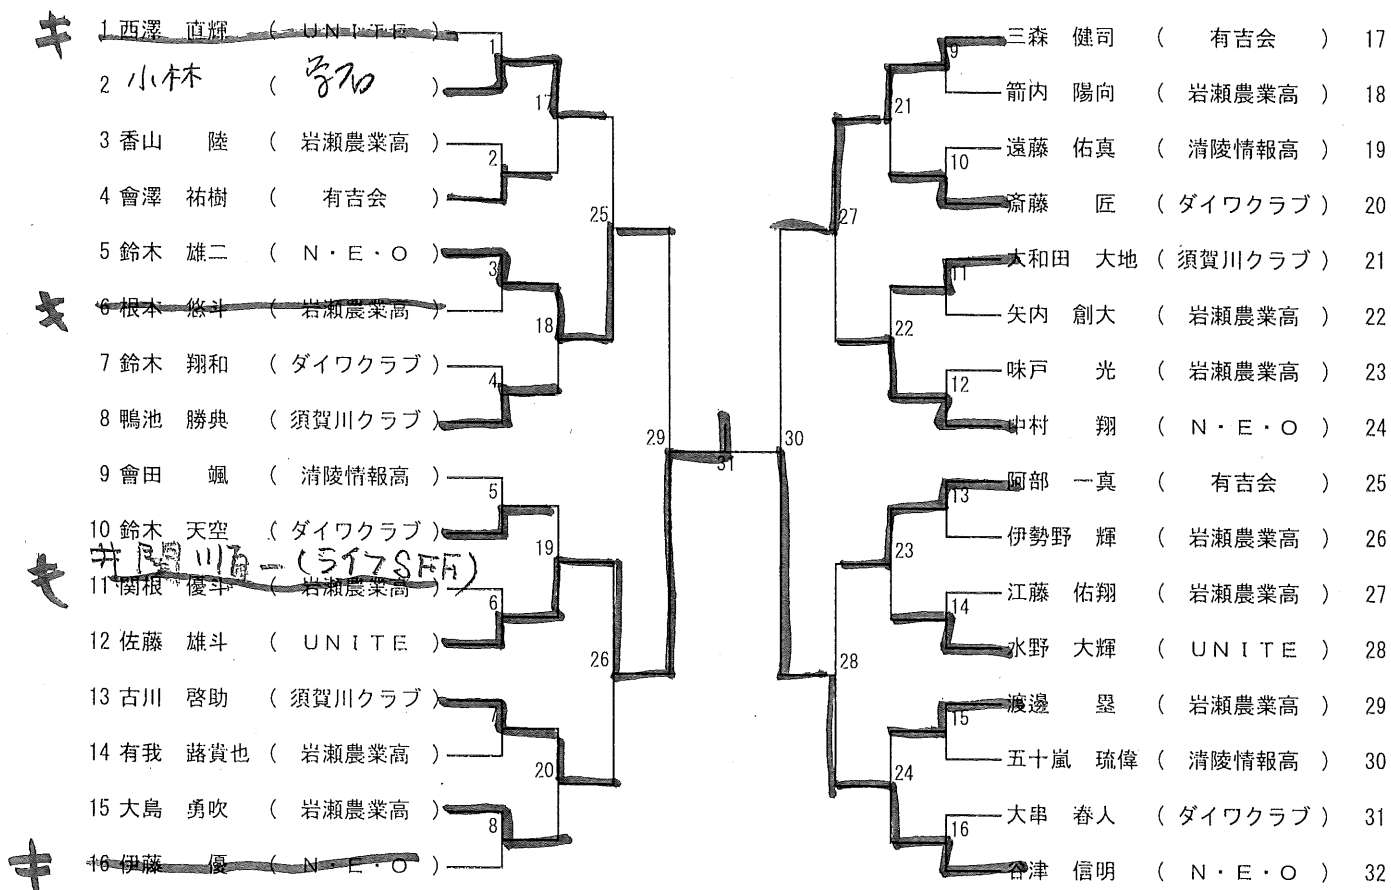 キ 1 西澤 直輝 ( UNITE )
2 小林 ( 学石 )
3 香山 陸 ( 岩瀬農業高 )
4 會澤 祐樹 ( 有吉会 )
5 鈴木 雄二 ( N・E・O )
キ 6 根本 悠斗 ( 岩瀬農業高 )
7 鈴木 翔和 ( ダイワクラブ )
8 鴨池 勝典 ( 須賀川クラブ )
9 會田 颯 ( 清陵情報高 )
10 鈴木 天空 ( ダイワクラブ )
関川百一 (ライフSFF)
キ 11 関根 優斗 ( 岩瀬農業高 )
12 佐藤 雄斗 ( UNITE )
13 古川 啓助 ( 須賀川クラブ )
14 有我 蕗賞也 ( 岩瀬農業高 )
15 大島 勇吹 ( 岩瀬農業高 )
キ 16 伊藤 優 ( N・E・O )
1
2
3
4
5
6
7
8
17
18
19
20
25
26
29
31
30
27
28
21
22
23
24
9
10
11
12
13
14
15
16
三森 健司 ( 有吉会 ) 17
箭内 陽向 ( 岩瀬農業高 ) 18
遠藤 佑真 ( 清陵情報高 ) 19
斎藤 匠 ( ダイワクラブ ) 20
大和田 大地 ( 須賀川クラブ ) 21
矢内 創大 ( 岩瀬農業高 ) 22
味戸 光 ( 岩瀬農業高 ) 23
中村 翔 ( N・E・O ) 24
阿部 一真 ( 有吉会 ) 25
伊勢野 輝 ( 岩瀬農業高 ) 26
江藤 佑翔 ( 岩瀬農業高 ) 27
水野 大輝 ( UNITE ) 28
渡邊 塁 ( 岩瀬農業高 ) 29
五十嵐 琉偉 ( 清陵情報高 ) 30
大串 春人 ( ダイワクラブ ) 31
谷津 信明 ( N・E・O ) 32